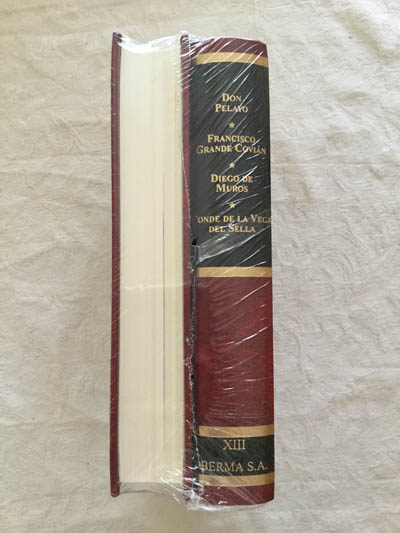 DON
PELAYO
*
FRANCISCO
GRANDE COVIÁN
*
DIEGO DE
MUROS
*
CONDE DE LA VEGA
DEL SELLA
XIII
BERMA S.A.